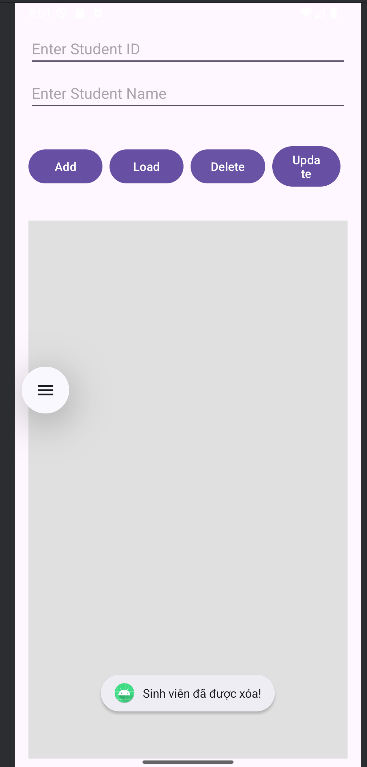 Enter Student ID
Enter Student Name
Add
Load
Delete
Upda
te
Sinh viên đã được xóa!